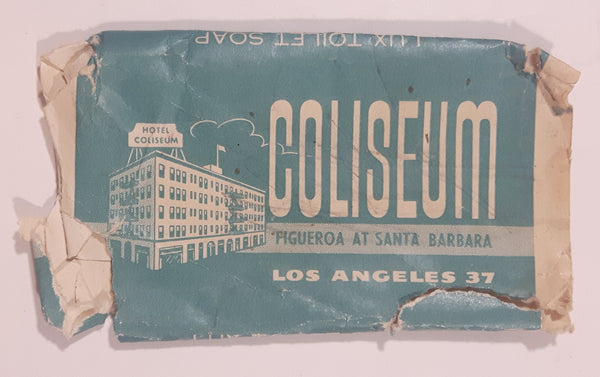 LUX TOILET SOAP
HOTEL
COLISEUM
COLISEUM
FIGUEROA AT SANTA BARBARA
LOS ANGELES 37